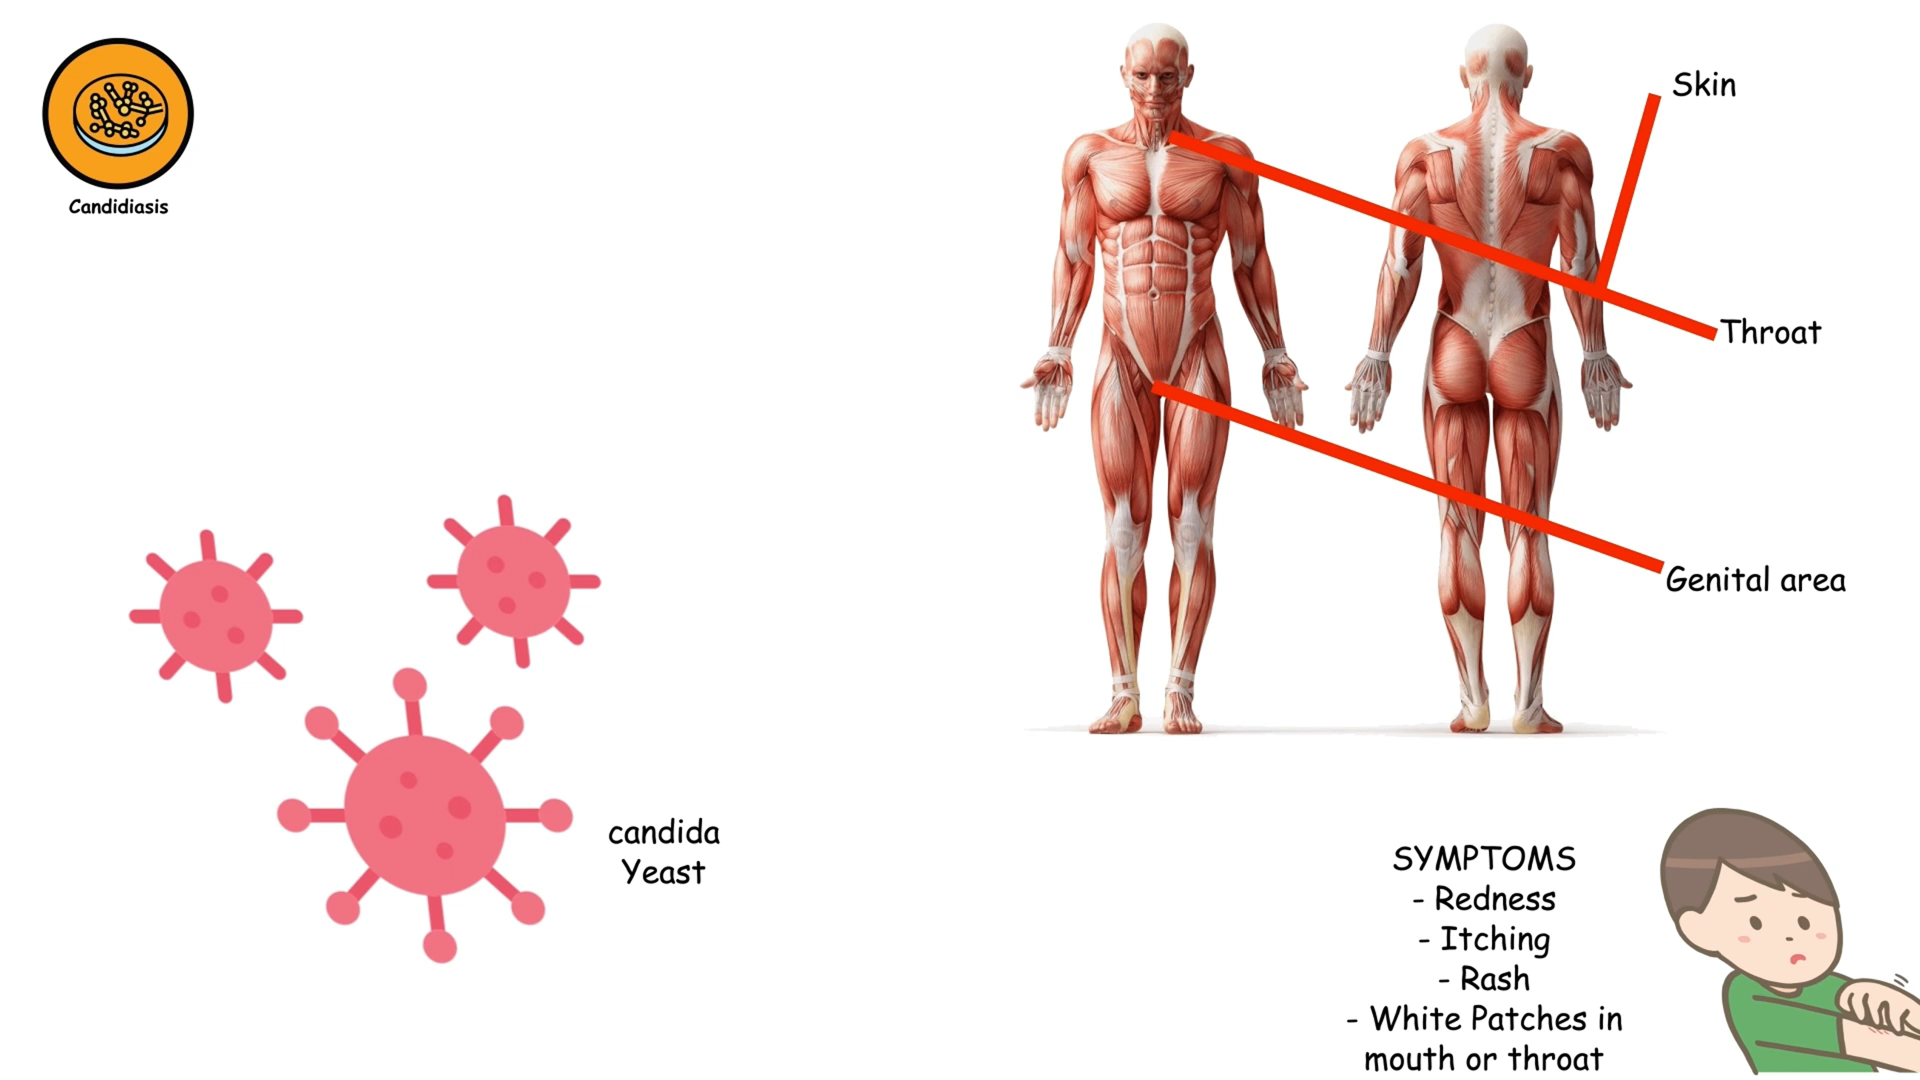 Candidiasis
Skin
Throat
Genital area
candida
Yeast
SYMPTOMS
- Redness
- Itching
- Rash
- White Patches in
mouth or throat